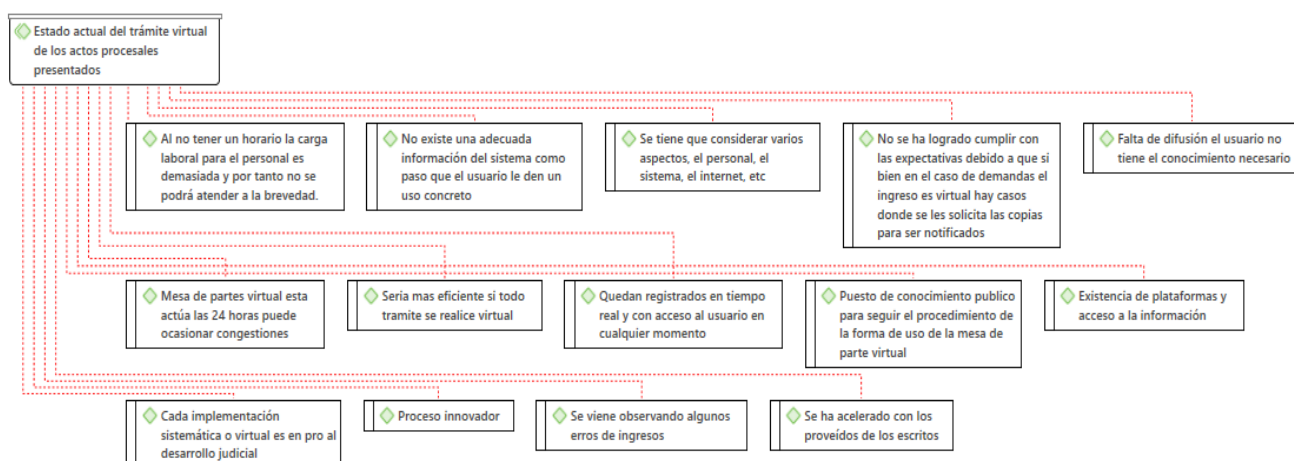 Estado actual del trámite virtual
de los actos procesales
presentados
Al no tener un horario la carga
laboral para el personal es
demasiada y por tanto no se
podrá atender a la brevedad.
No existe una adecuada
información del sistema como
paso que el usuario le den un
uso concreto
Se tiene que considerar varios
aspectos, el personal, el
sistema, el internet, etc
No se ha logrado cumplir con
las expectativas debido a que si
bien en el caso de demandas el
ingreso es virtual hay casos
donde se les solicita las copias
para ser notificados
Falta de difusión el usuario no
tiene el conocimiento necesario
Mesa de partes virtual esta
actúa las 24 horas puede
ocasionar congestiones
Seria mas eficiente si todo
tramite se realice virtual
Quedan registrados en tiempo
real y con acceso al usuario en
cualquier momento
Puesto de conocimiento publico
para seguir el procedimiento de
la forma de uso de la mesa de
parte virtual
Existencia de plataformas y
acceso a la información
Cada implementación
sistemática o virtual es en pro al
desarrollo judicial
Proceso innovador
Se viene observando algunos
erros de ingresos
Se ha acelerado con los
proveídos de los escritos